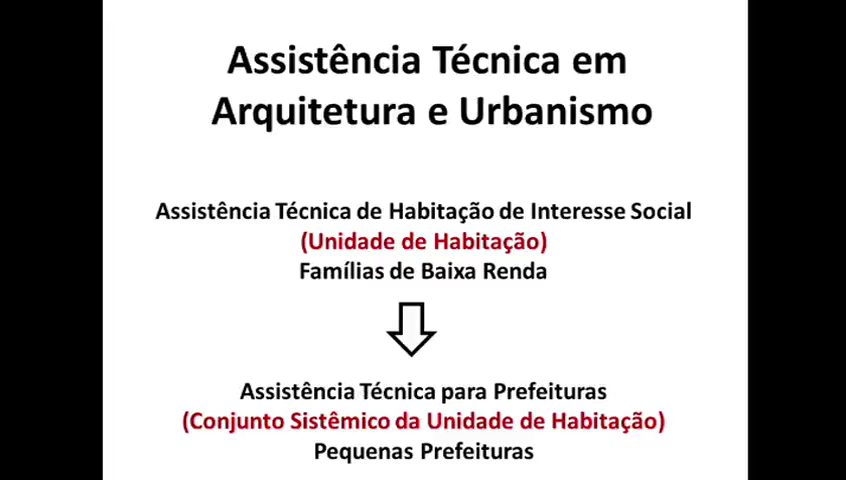 Assistência Técnica em
Arquitetura e Urbanismo
Assistência Técnica de Habitação de Interesse Social
(Unidade de Habitação)
Famílias de Baixa Renda
Assistência Técnica para Prefeituras
(Conjunto Sistêmico da Unidade de Habitação)
Pequenas Prefeituras